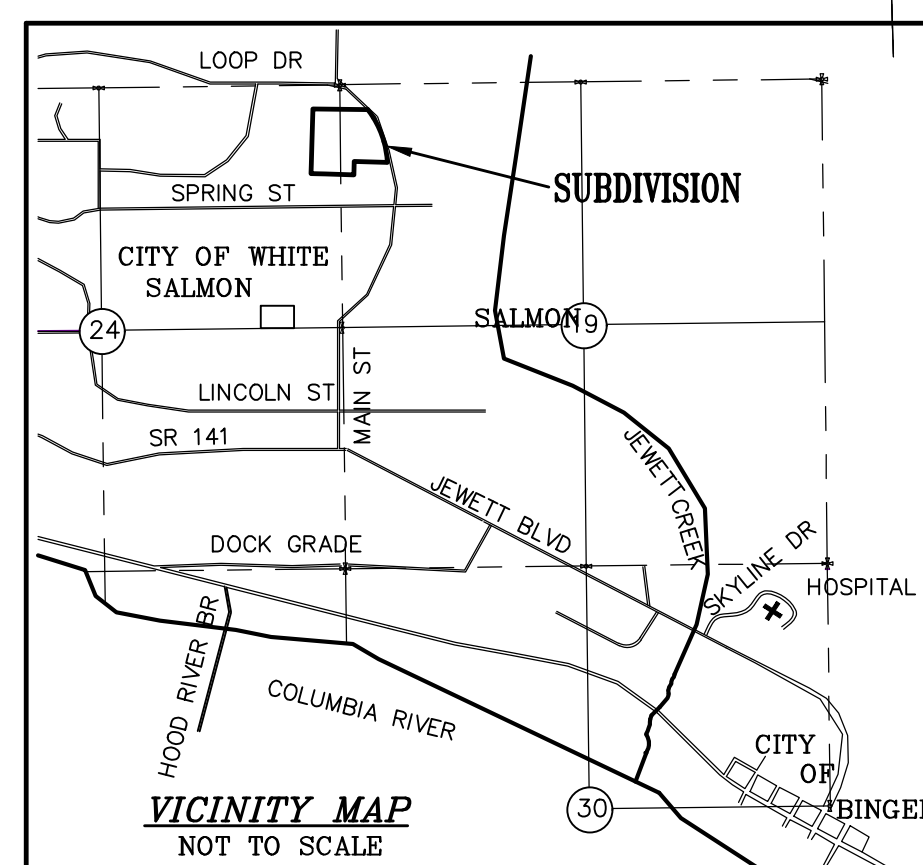 LOOP DR
SUBDIVISION
SPRING ST
CITY OF WHITE
SALMON
SALMON
24
19
MAIN ST
LINCOLN ST
SR 141
JEWETT CREEK
JEWETT BLVD
DOCK GRADE
SKYLINE DR
HOSPITAL
HOOD RIVER BR
COLUMBIA RIVER
CITY
OF
30
VICINITY MAP
NOT TO SCALE